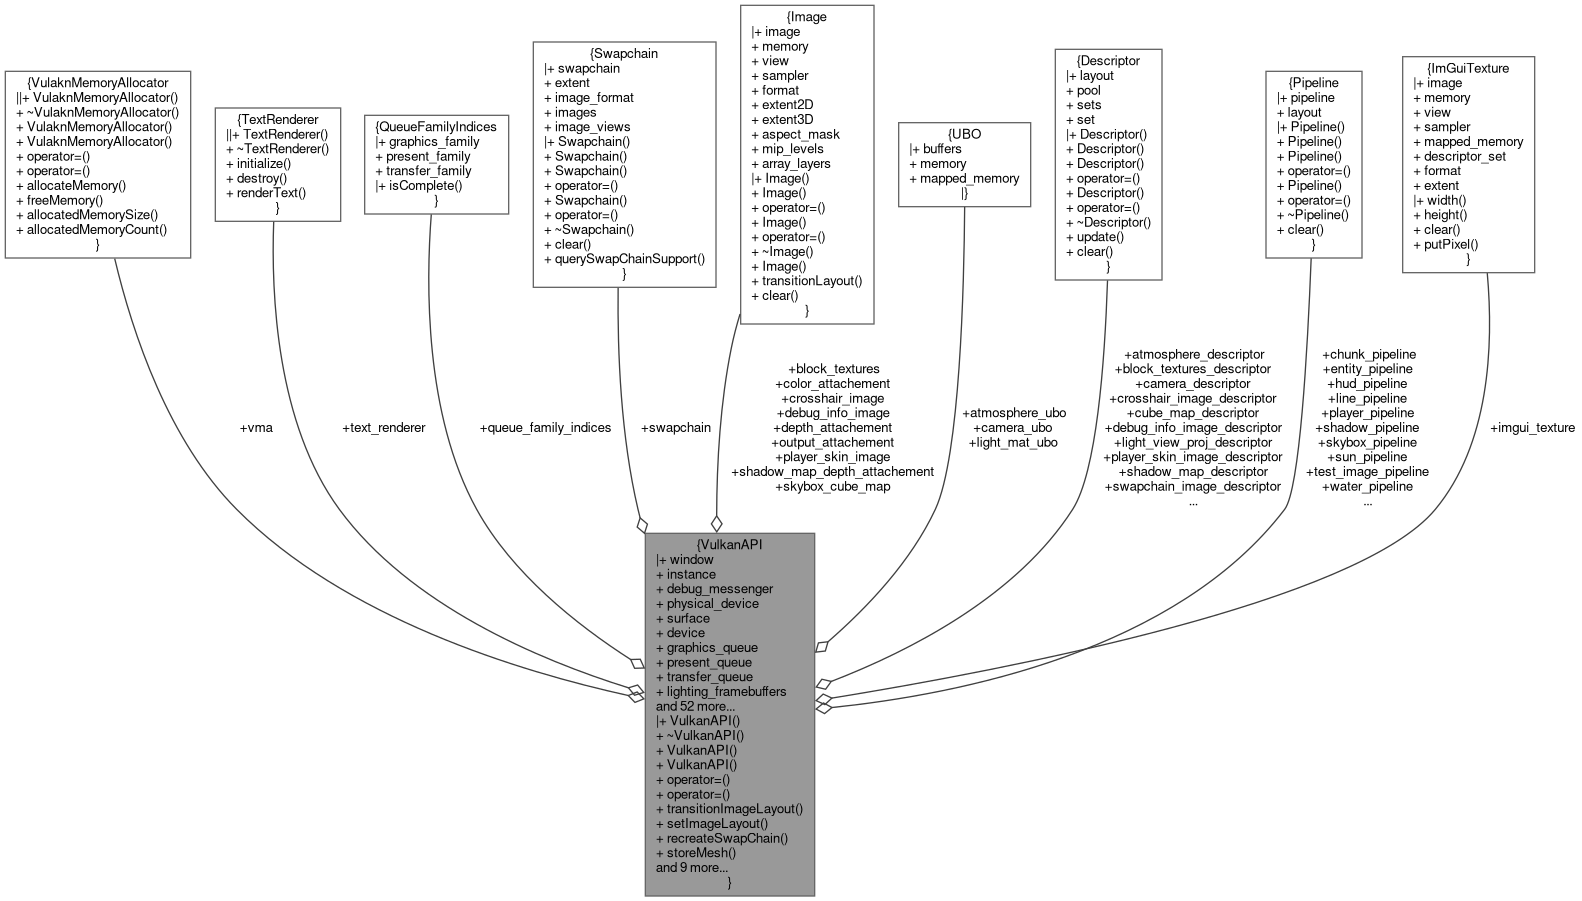 {VulaknMemoryAllocator
||+ VulaknMemoryAllocator()
+ ~VulaknMemoryAllocator()
+ VulaknMemoryAllocator()
+ VulaknMemoryAllocator()
+ operator=()
+ operator=()
+ allocateMemory()
+ freeMemory()
+ allocatedMemorySize()
+ allocatedMemoryCount()
}
{TextRenderer
||+ TextRenderer()
+ ~TextRenderer()
+ initialize()
+ destroy()
+ renderText()
}
{QueueFamilyIndices
|+ graphics_family
+ present_family
+ transfer_family
|+ isComplete()
}
{Swapchain
|+ swapchain
+ extent
+ image_format
+ images
+ image_views
|+ Swapchain()
+ Swapchain()
+ Swapchain()
+ operator=()
+ Swapchain()
+ operator=()
+ ~Swapchain()
+ clear()
+ querySwapChainSupport()
}
{Image
|+ image
+ memory
+ view
+ sampler
+ format
+ extent2D
+ extent3D
+ aspect_mask
+ mip_levels
+ array_layers
|+ Image()
+ Image()
+ operator=()
+ Image()
+ operator=()
+ ~Image()
+ Image()
+ transitionLayout()
+ clear()
}
{UBO
|+ buffers
+ memory
+ mapped_memory
|}
{Descriptor
|+ layout
+ pool
+ sets
+ set
|+ Descriptor()
+ Descriptor()
+ Descriptor()
+ operator=()
+ Descriptor()
+ operator=()
+ ~Descriptor()
+ update()
+ clear()
}
{Pipeline
|+ pipeline
+ layout
|+ Pipeline()
+ Pipeline()
+ Pipeline()
+ operator=()
+ Pipeline()
+ operator=()
+ ~Pipeline()
+ clear()
}
{ImGuiTexture
|+ image
+ memory
+ view
+ sampler
+ mapped_memory
+ descriptor_set
+ format
+ extent
|+ width()
+ height()
+ clear()
+ putPixel()
}
+vma
+text_renderer
+queue_family_indices
+swapchain
+block_textures
+color_attachement
+crosshair_image
+debug_info_image
+depth_attachement
+output_attachement
+player_skin_image
+shadow_map_depth_attachement
+skybox_cube_map
+atmosphere_ubo
+camera_ubo
+light_mat_ubo
+atmosphere_descriptor
+block_textures_descriptor
+camera_descriptor
+crosshair_image_descriptor
+cube_map_descriptor
+debug_info_image_descriptor
+light_view_proj_descriptor
+player_skin_image_descriptor
+shadow_map_descriptor
+swapchain_image_descriptor
...
+chunk_pipeline
+entity_pipeline
+hud_pipeline
+line_pipeline
+player_pipeline
+shadow_pipeline
+skybox_pipeline
+sun_pipeline
+test_image_pipeline
+water_pipeline
...
+imgui_texture
{VulkanAPI
|+ window
+ instance
+ debug_messenger
+ physical_device
+ surface
+ device
+ graphics_queue
+ present_queue
+ transfer_queue
+ lighting_framebuffers
and 52 more...
|+ VulkanAPI()
+ ~VulkanAPI()
+ VulkanAPI()
+ VulkanAPI()
+ operator=()
+ operator=()
+ transitionImageLayout()
+ setImageLayout()
+ recreateSwapChain()
+ storeMesh()
and 9 more...
}